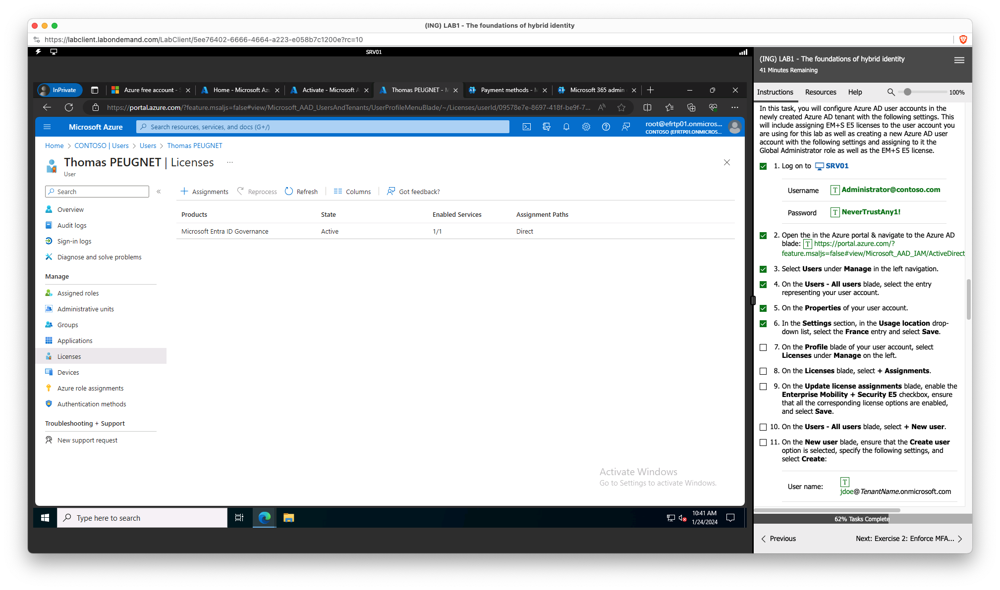 (ING) LAB1 - The foundations of hybrid identity
https://labclient.labondemand.com/LabClient/5ee76402-6666-4664-a223-e058b7c1200e?rc=10
SRV01
InPrivate
Azure free account -
Home - Microsoft Az
Activate - Microsoft A
Thomas PEUGNET - M
Payment methods - M
Microsoft 365 admin
https://portal.azure.com/?feature.msaljs=false#view/Microsoft_AAD_UsersAndTenants/UserProfileMenuBlade/~/Licenses/userId/09578e7e-8697-418f-be9f-7...
Microsoft Azure
Search resources, services, and docs (G+/)
root@efrtp01.onmicros...
CONTOSO (EFRTP01.ONMICROS...
Home > CONTOSO | Users > Users > Thomas PEUGNET
Thomas PEUGNET | Licenses ...
User
Search
Assignments
Reprocess
Refresh
Columns
Got feedback?
Overview
Audit logs
Sign-in logs
Diagnose and solve problems
Manage
Assigned roles
Administrative units
Groups
Applications
Licenses
Devices
Azure role assignments
Authentication methods
Troubleshooting + Support
New support request
Products State Enabled Services Assignment Paths
Microsoft Entra ID Governance Active 1/1 Direct
Activate Windows
Go to Settings to activate Windows.
Type here to search
10:41 AM
1/24/2024
(ING) LAB1 - The foundations of hybrid identity
41 Minutes Remaining
Instructions Resources Help 100%
In this task, you will configure Azure AD user accounts in the
newly created Azure AD tenant with the following settings. This
will include assigning EM+S E5 licenses to the user account you
are using for this lab as well as creating a new Azure AD user
account with the following settings and assigning to it the
Global Administrator role as well as the EM+S E5 license.
1. Log on to SRV01
Username T Administrator@contoso.com
Password T NeverTrustAny1!
2. Open the in the Azure portal & navigate to the Azure AD
blade: T https://portal.azure.com/?
feature.msaljs=false#view/Microsoft_AAD_IAM/ActiveDirect
3. Select Users under Manage in the left navigation.
4. On the Users - All users blade, select the entry
representing your user account.
5. On the Properties of your user account.
6. In the Settings section, in the Usage location drop-
down list, select the France entry and select Save.
7. On the Profile blade of your user account, select
Licenses under Manage on the left.
8. On the Licenses blade, select + Assignments.
9. On the Update license assignments blade, enable the
Enterprise Mobility + Security E5 checkbox, ensure
that all the corresponding license options are enabled,
and select Save.
10. On the Users - All users blade, select + New user.
11. On the New user blade, ensure that the Create user
option is selected, specify the following settings, and
select Create:
User name: T
jdoe@TenantName.onmicrosoft.com
62% Tasks Complete
Previous
Next: Exercise 2: Enforce MFA...